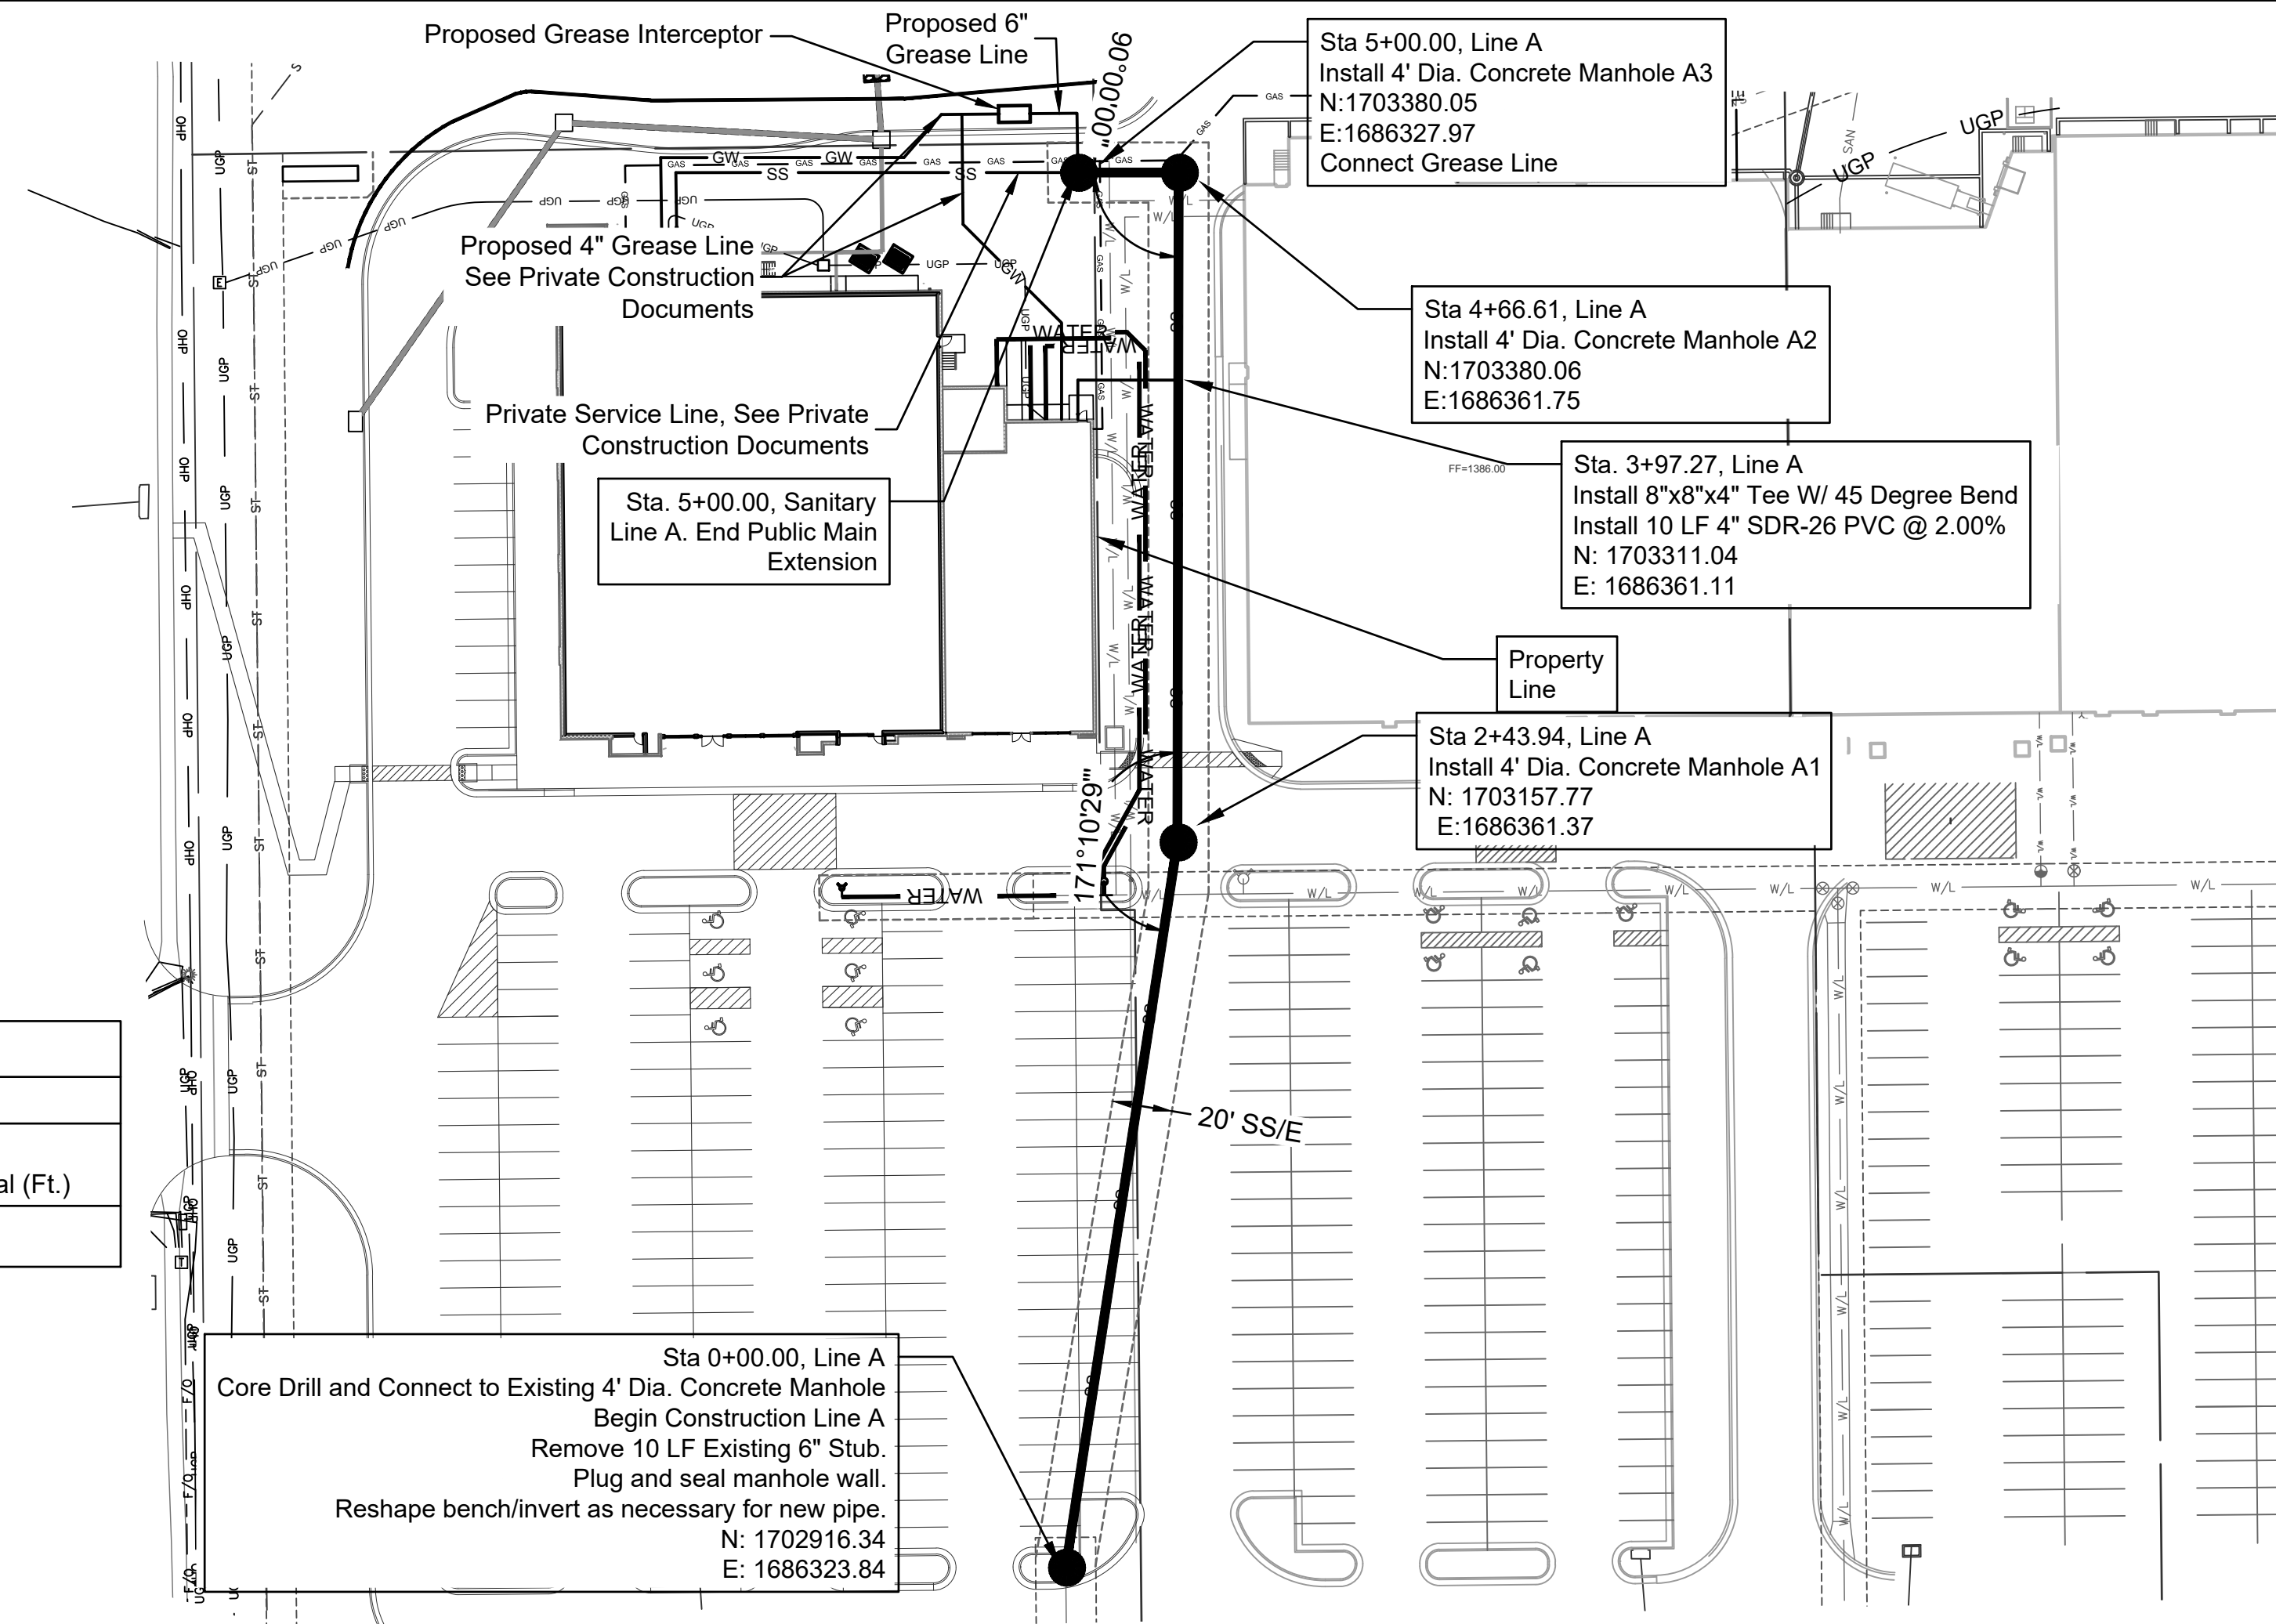 Proposed Grease Interceptor
Proposed 6"
Grease Line
90°00'00"
Sta 5+00.00, Line A
Install 4' Dia. Concrete Manhole A3
N:1703380.05
E:1686327.97
Connect Grease Line
Proposed 4" Grease Line
See Private Construction
Documents
Sta 4+66.61, Line A
Install 4' Dia. Concrete Manhole A2
N:1703380.06
E:1686361.75
Private Service Line, See Private
Construction Documents
Sta. 3+97.27, Line A
Install 8"x8"x4" Tee W/ 45 Degree Bend
Install 10 LF 4" SDR-26 PVC @ 2.00%
N: 1703311.04
E: 1686361.11
FF=1386.00
Sta. 5+00.00, Sanitary
Line A. End Public Main
Extension
Property
Line
Sta 2+43.94, Line A
Install 4' Dia. Concrete Manhole A1
N: 1703157.77
E:1686361.37
171°10'29"
20' SS/E
al (Ft.)
Sta 0+00.00, Line A
Core Drill and Connect to Existing 4' Dia. Concrete Manhole
Begin Construction Line A
Remove 10 LF Existing 6" Stub.
Plug and seal manhole wall.
Reshape bench/invert as necessary for new pipe.
N: 1702916.34
E: 1686323.84
OHP
UGP
ST
S
E
T
GW
GW
GAS
SS
SS
UGP
GW
WATER
WATER
WATER
WATER
WATER
WATER
W/L
SAN
UGP
UGP
F/O